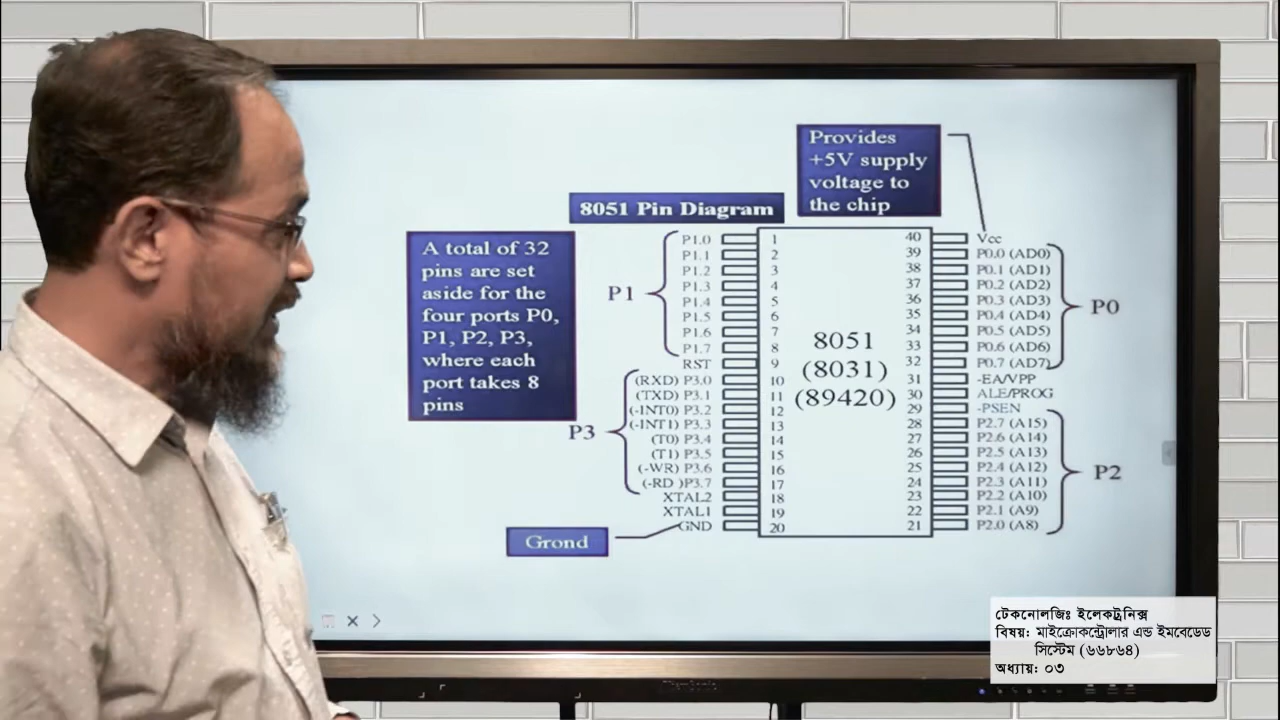 Provides
+5V supply
voltage to
the chip
8051 Pin Diagram
A total of 32
pins are set
aside for the
four ports P0,
P1, P2, P3,
where each
port takes 8
pins
P1
P1.0 1
P1.1 2
P1.2 3
P1.3 4
P1.4 5
P1.5 6
P1.6 7
P1.7 8
RST 9
P3
(RXD) P3.0 10
(TXD) P3.1 11
(-INT0) P3.2 12
(-INT1) P3.3 13
(T0) P3.4 14
(T1) P3.5 15
(-WR) P3.6 16
(-RD )P3.7 17
XTAL2 18
XTAL1 19
GND 20
Grond
8051
(8031)
(89420)
40 Vcc
39 P0.0 (AD0)
38 P0.1 (AD1)
37 P0.2 (AD2)
36 P0.3 (AD3)
35 P0.4 (AD4)
34 P0.5 (AD5)
33 P0.6 (AD6)
32 P0.7 (AD7)
P0
31 -EA/VPP
30 ALE/PROG
29 -PSEN
28 P2.7 (A15)
27 P2.6 (A14)
26 P2.5 (A13)
25 P2.4 (A12)
24 P2.3 (A11)
23 P2.2 (A10)
22 P2.1 (A9)
21 P2.0 (A8)
P2
টেকনোলজিঃ ইলেকট্রনিক্স
বিষয়: মাইক্রোকন্ট্রোলার এন্ড ইমবেডেড
সিস্টেম (৬৬৮৬৪)
অধ্যায়: ০৩